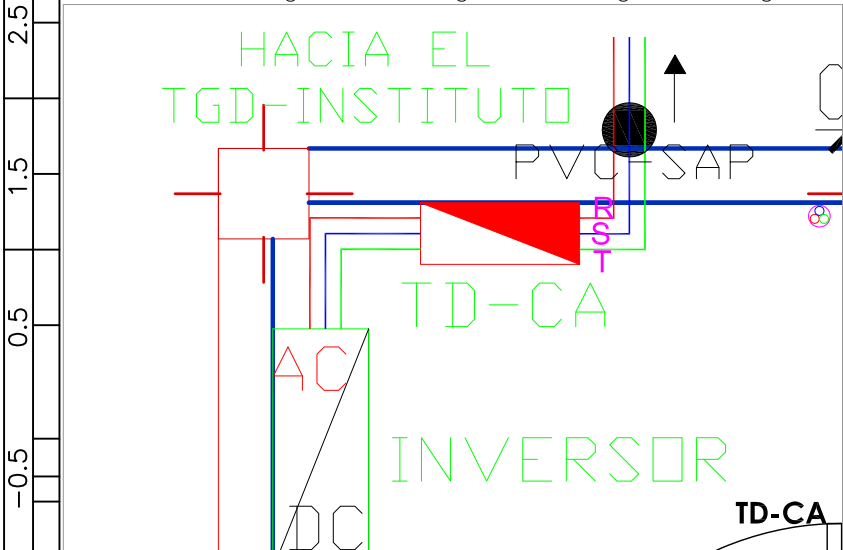 HACIA EL
TGD-INSTITUTO
PVC-SAP
R
S
T
TD-CA
AC
INVERSOR
DC
TD-CA
2.5
1.5
0.5
-0.5